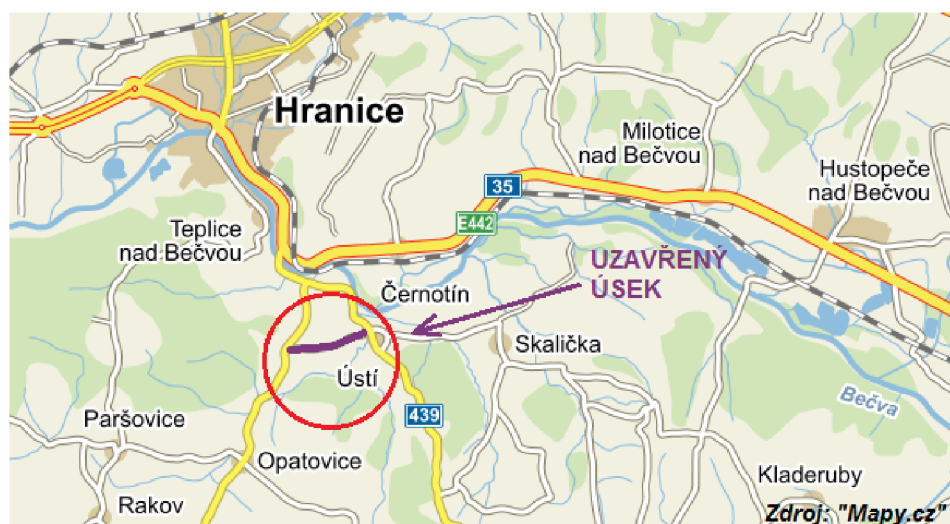 Hranice
Milotice
nad Bečvou
Hustopeče
nad Bečvou
35
E442
Teplice
nad Bečvou
UZAVŘENÝ
ÚSEK
Černotín
Skalička
Ústí
Bečva
439
Paršovice
Opatovice
Kladeruby
Rakov
Zdroj: "Mapy.cz"